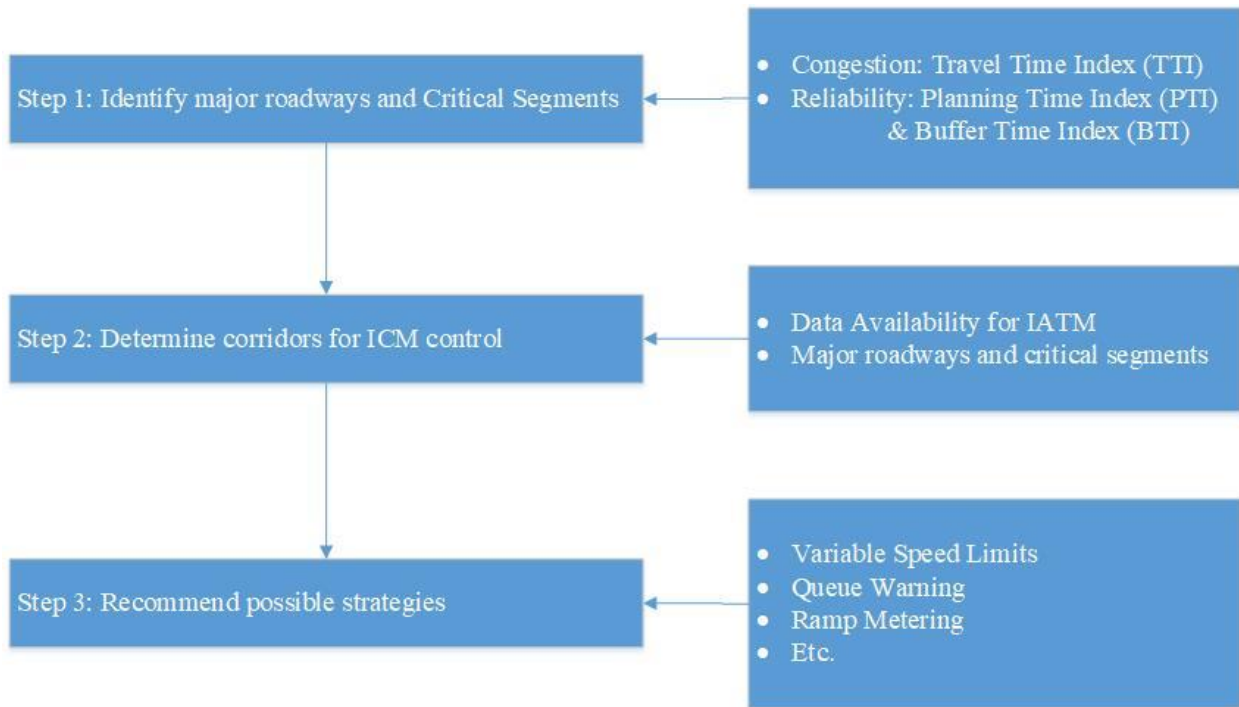 Step 1: Identify major roadways and Critical Segments
• Congestion: Travel Time Index (TTI)
• Reliability: Planning Time Index (PTI)
& Buffer Time Index (BTI)
Step 2: Determine corridors for ICM control
• Data Availability for IATM
• Major roadways and critical segments
Step 3: Recommend possible strategies
• Variable Speed Limits
• Queue Warning
• Ramp Metering
• Etc.